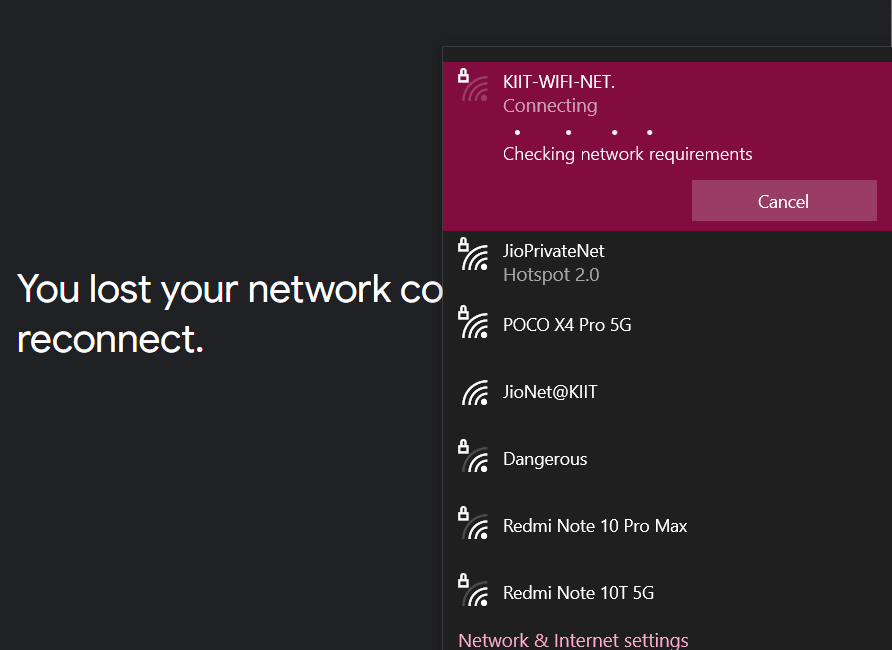 You lost your network co
reconnect.
KIIT-WIFI-NET.
Connecting
Checking network requirements
Cancel
JioPrivateNet
Hotspot 2.0
POCO X4 Pro 5G
JioNet@KIIT
Dangerous
Redmi Note 10 Pro Max
Redmi Note 10T 5G
Network & Internet settings